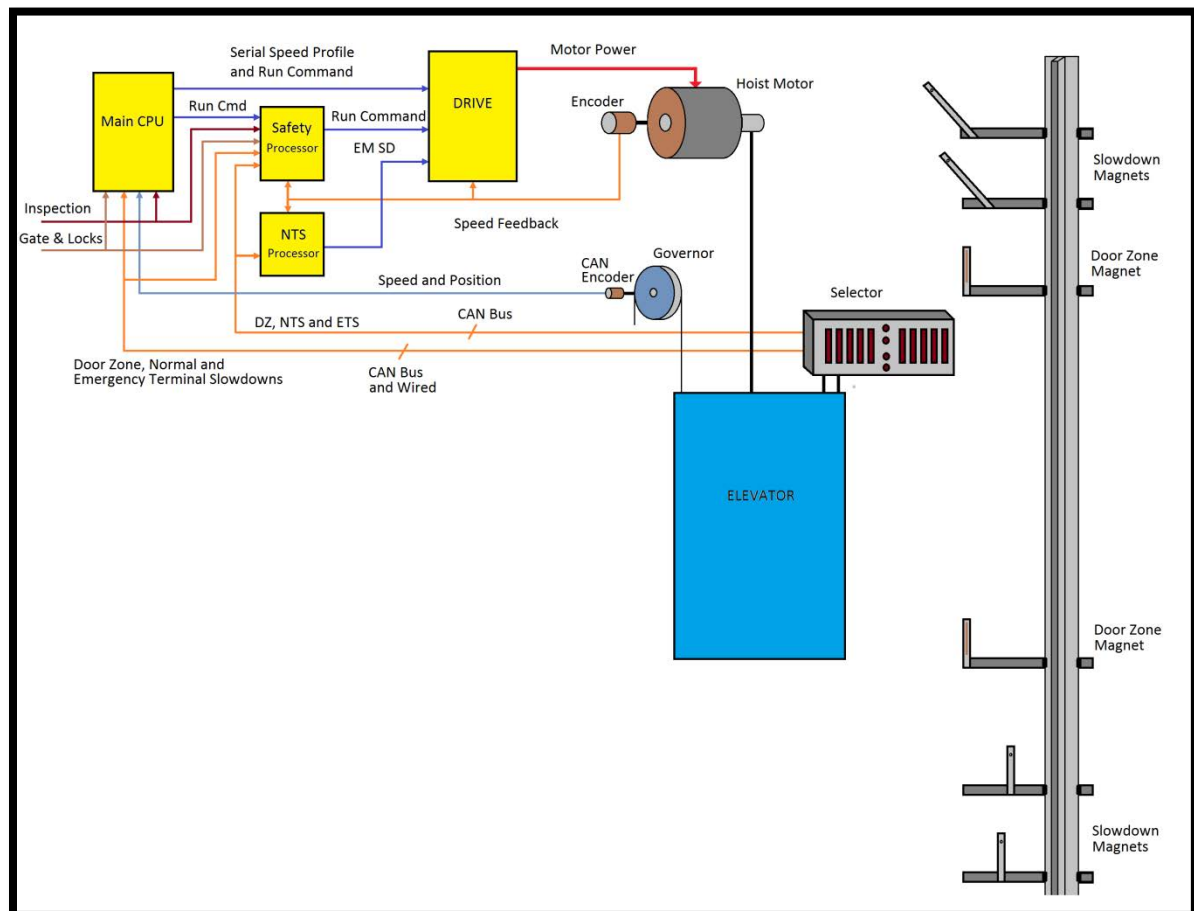 Serial Speed Profile
and Run Command
Motor Power
Hoist Motor
Encoder
Main CPU
Run Cmd
Safety
Processor
Run Command
DRIVE
EM SD
Inspection
Gate & Locks
NTS
Processor
Speed Feedback
Speed and Position
CAN
Encoder
Governor
DZ, NTS and ETS
CAN Bus
Door Zone, Normal and
Emergency Terminal Slowdowns
CAN Bus
and Wired
Selector
ELEVATOR
Slowdown
Magnets
Door Zone
Magnet
Door Zone
Magnet
Slowdown
Magnets